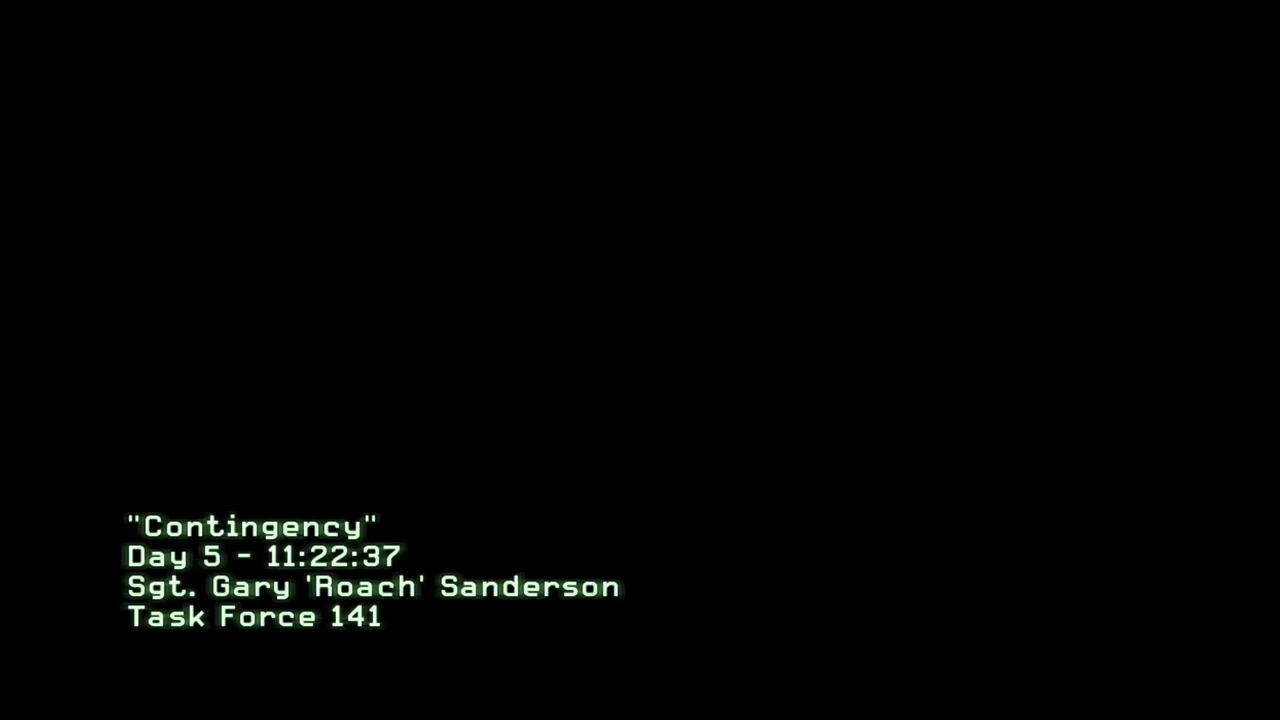 "Contingency"
Day 5 - 11:22:37
Sgt. Gary 'Roach' Sanderson
Task Force 141